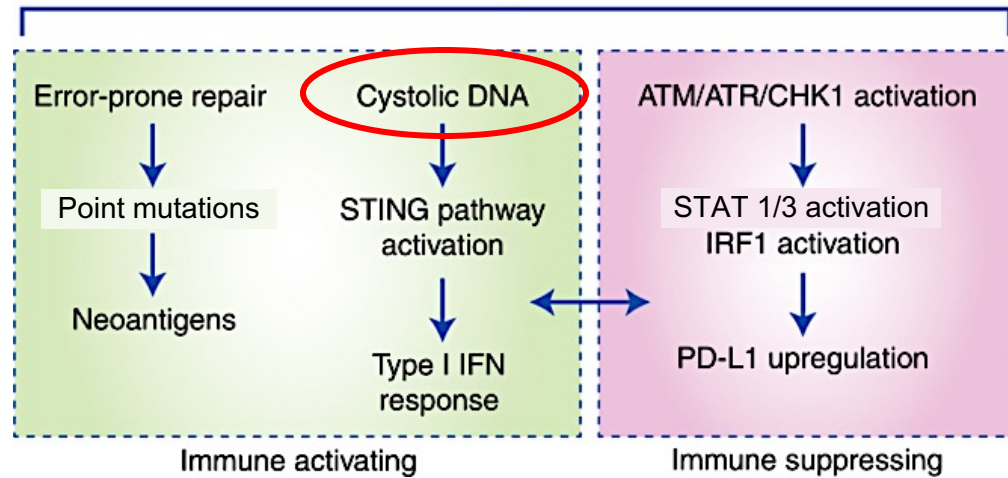 Error-prone repair
Point mutations
Neoantigens
Cystolic DNA
STING pathway
activation
Type I IFN
response
Immune activating
ATM/ATR/CHK1 activation
STAT 1/3 activation
IRF1 activation
PD-L1 upregulation
Immune suppressing